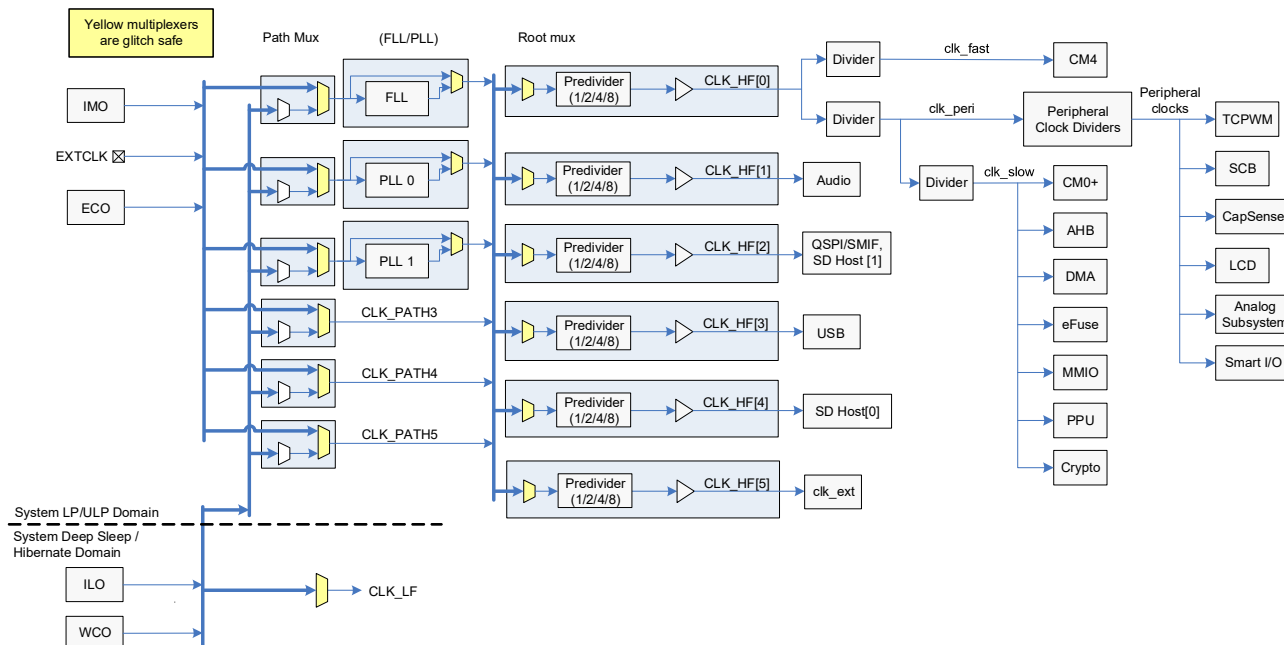 Yellow multiplexers
are glitch safe
Path Mux
(FLL/PLL)
Root mux
IMO
EXTCLK
ECO
FLL
PLL 0
PLL 1
CLK_PATH3
CLK_PATH4
CLK_PATH5
Predivider
(1/2/4/8)
CLK_HF[0]
Predivider
(1/2/4/8)
CLK_HF[1]
Audio
Predivider
(1/2/4/8)
CLK_HF[2]
QSPI/SMIF,
SD Host [1]
Predivider
(1/2/4/8)
CLK_HF[3]
USB
Predivider
(1/2/4/8)
CLK_HF[4]
SD Host[0]
Predivider
(1/2/4/8)
CLK_HF[5]
clk_ext
Divider
clk_fast
CM4
Divider
clk_peri
Peripheral
Clock Dividers
Peripheral
clocks
Divider
clk_slow
CM0+
AHB
DMA
eFuse
MMIO
PPU
Crypto
TCPWM
SCB
CapSense
LCD
Analog
Subsystem
Smart I/O
System LP/ULP Domain
System Deep Sleep /
Hibernate Domain
ILO
WCO
CLK_LF